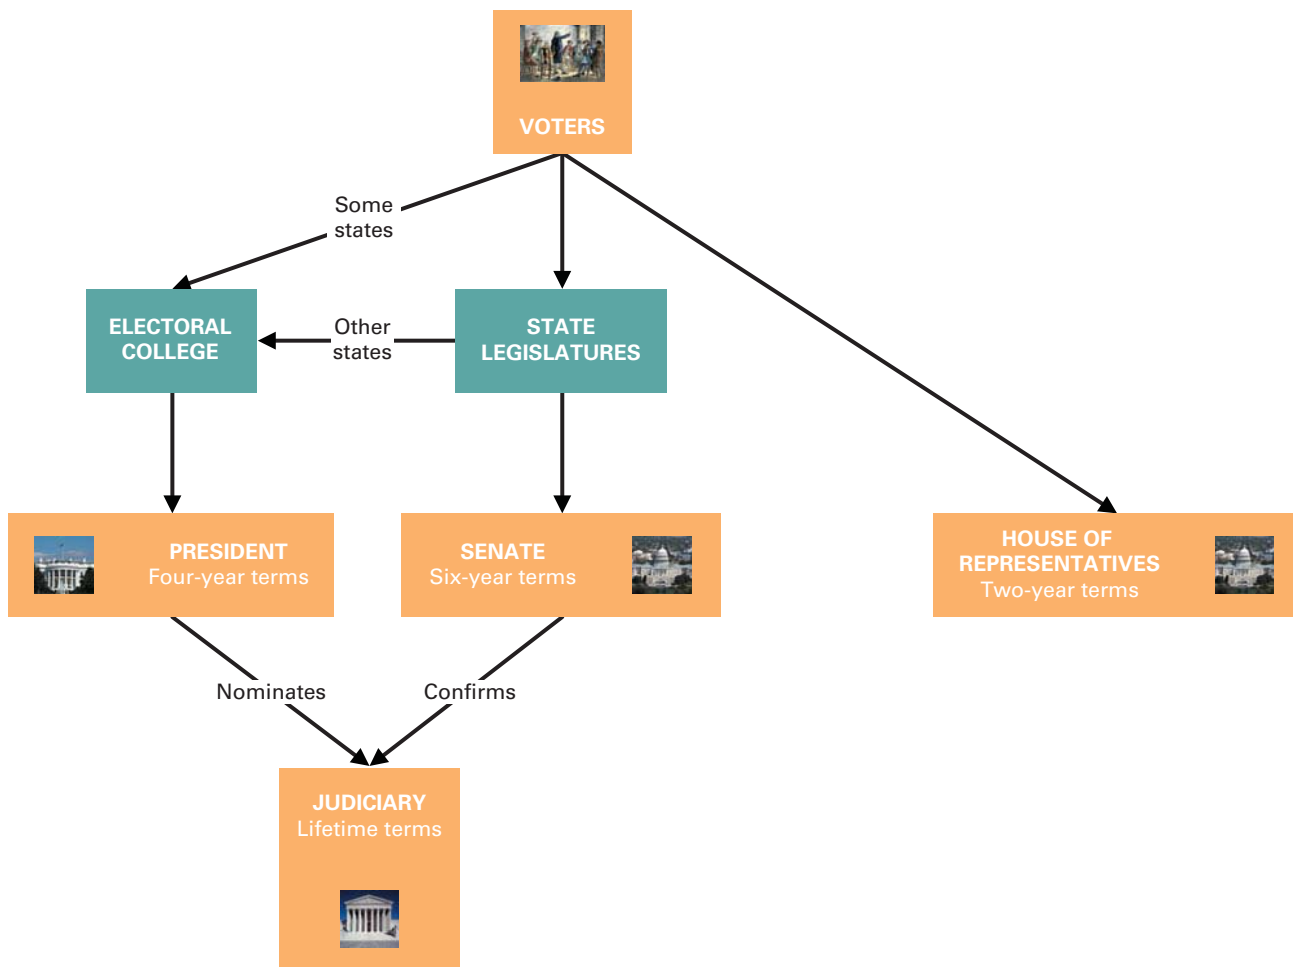 VOTERS
Some
states
ELECTORAL
COLLEGE
Other
states
STATE
LEGISLATURES
PRESIDENT
Four-year terms
SENATE
Six-year terms
HOUSE OF
REPRESENTATIVES
Two-year terms
Nominates
Confirms
JUDICIARY
Lifetime terms